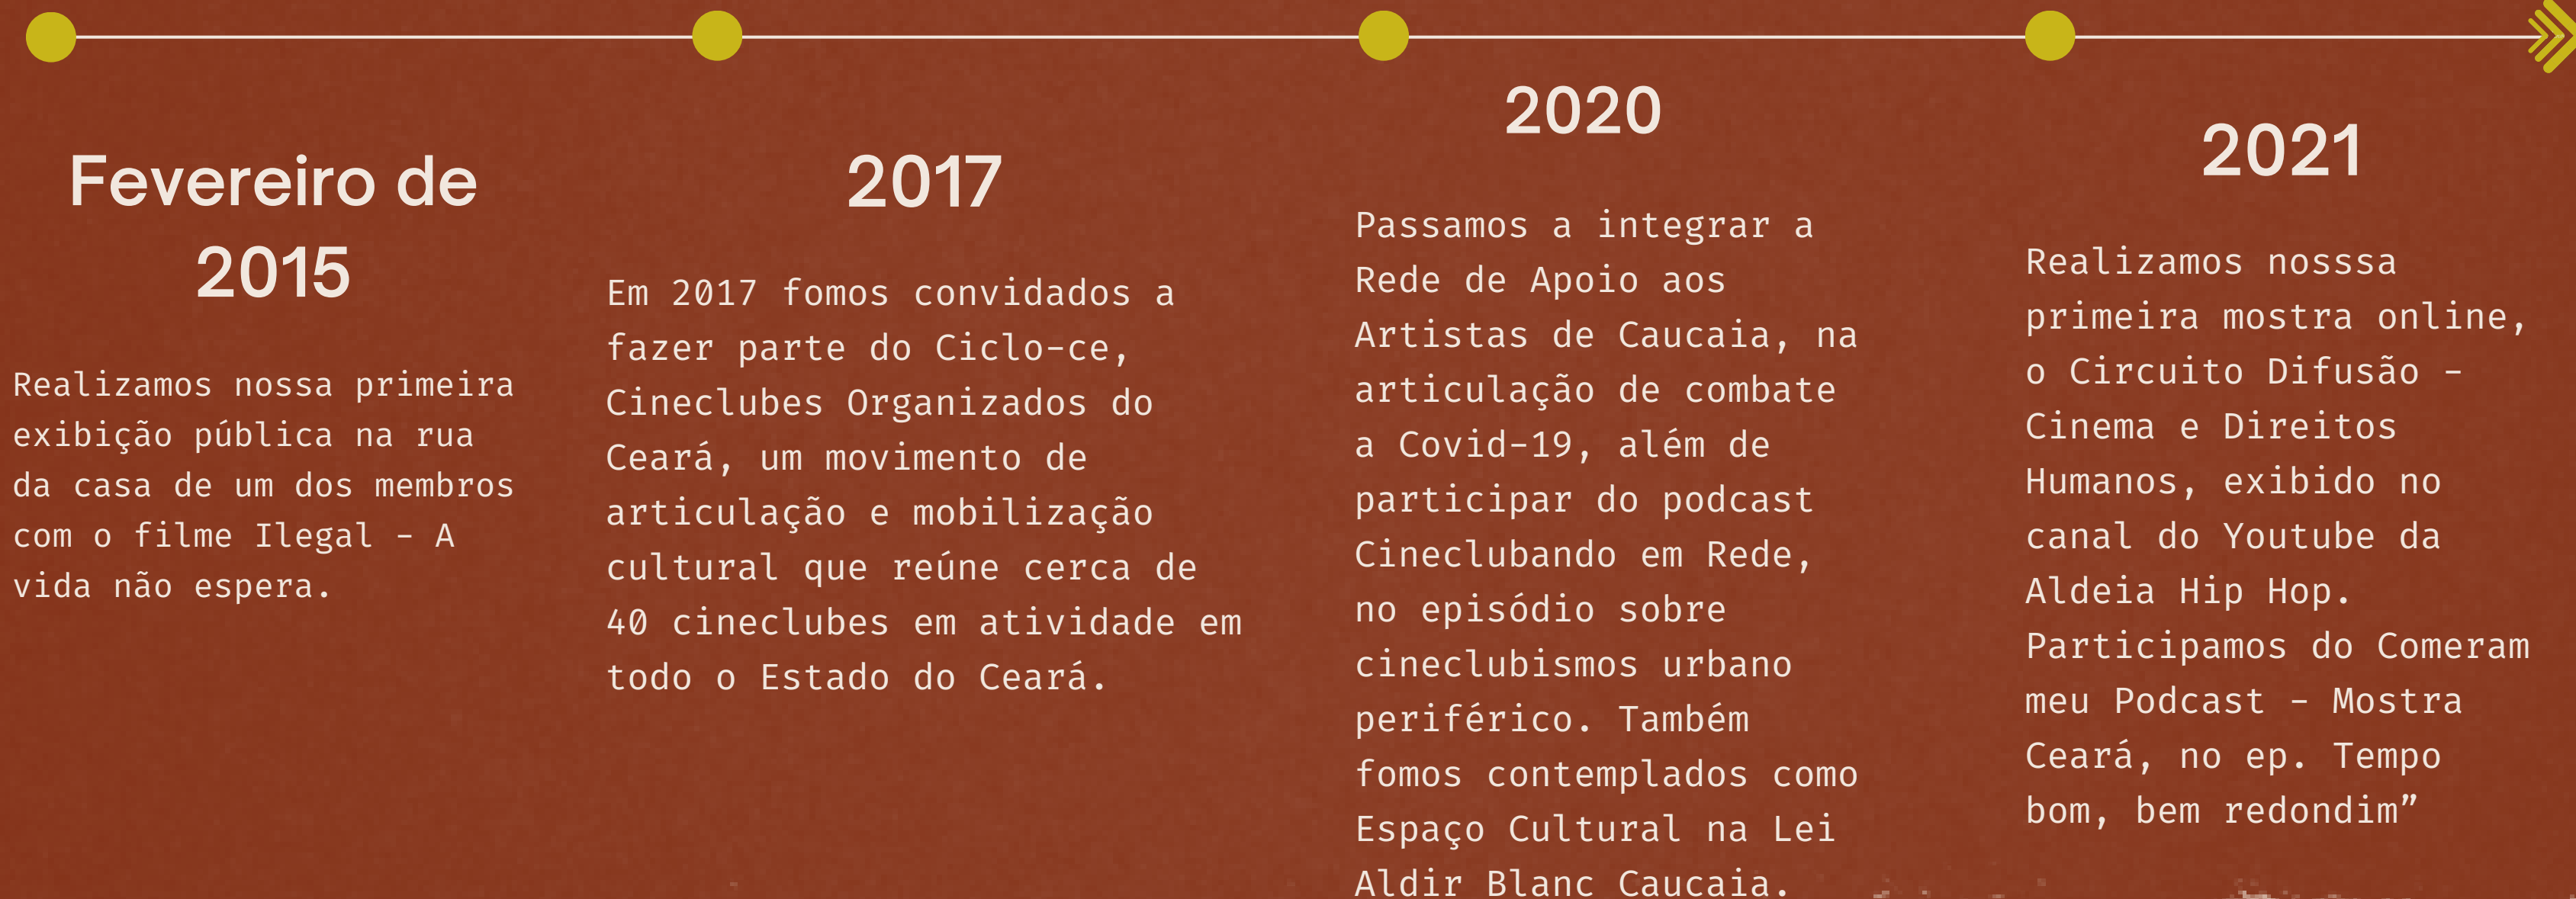 Fevereiro de
2015
Realizamos nossa primeira
exibição pública na rua
da casa de um dos membros
com o filme Ilegal - A
vida não espera.
2017
Em 2017 fomos convidados a
fazer parte do Ciclo-ce,
Cineclubes Organizados do
Ceará, um movimento de
articulação e mobilização
cultural que reúne cerca de
40 cineclubes em atividade em
todo o Estado do Ceará.
2020
Passamos a integrar a
Rede de Apoio aos
Artistas de Caucaia, na
articulação de combate
a Covid-19, além de
participar do podcast
Cineclubando em Rede,
no episódio sobre
cineclubismos urbano
periférico. Também
fomos contemplados como
Espaço Cultural na Lei
Aldir Blanc Caucaia.
2021
Realizamos nosssa
primeira mostra online,
o Circuito Difusão -
Cinema e Direitos
Humanos, exibido no
canal do Youtube da
Aldeia Hip Hop.
Participamos do Comeram
meu Podcast - Mostra
Ceará, no ep. Tempo
bom, bem redondim”